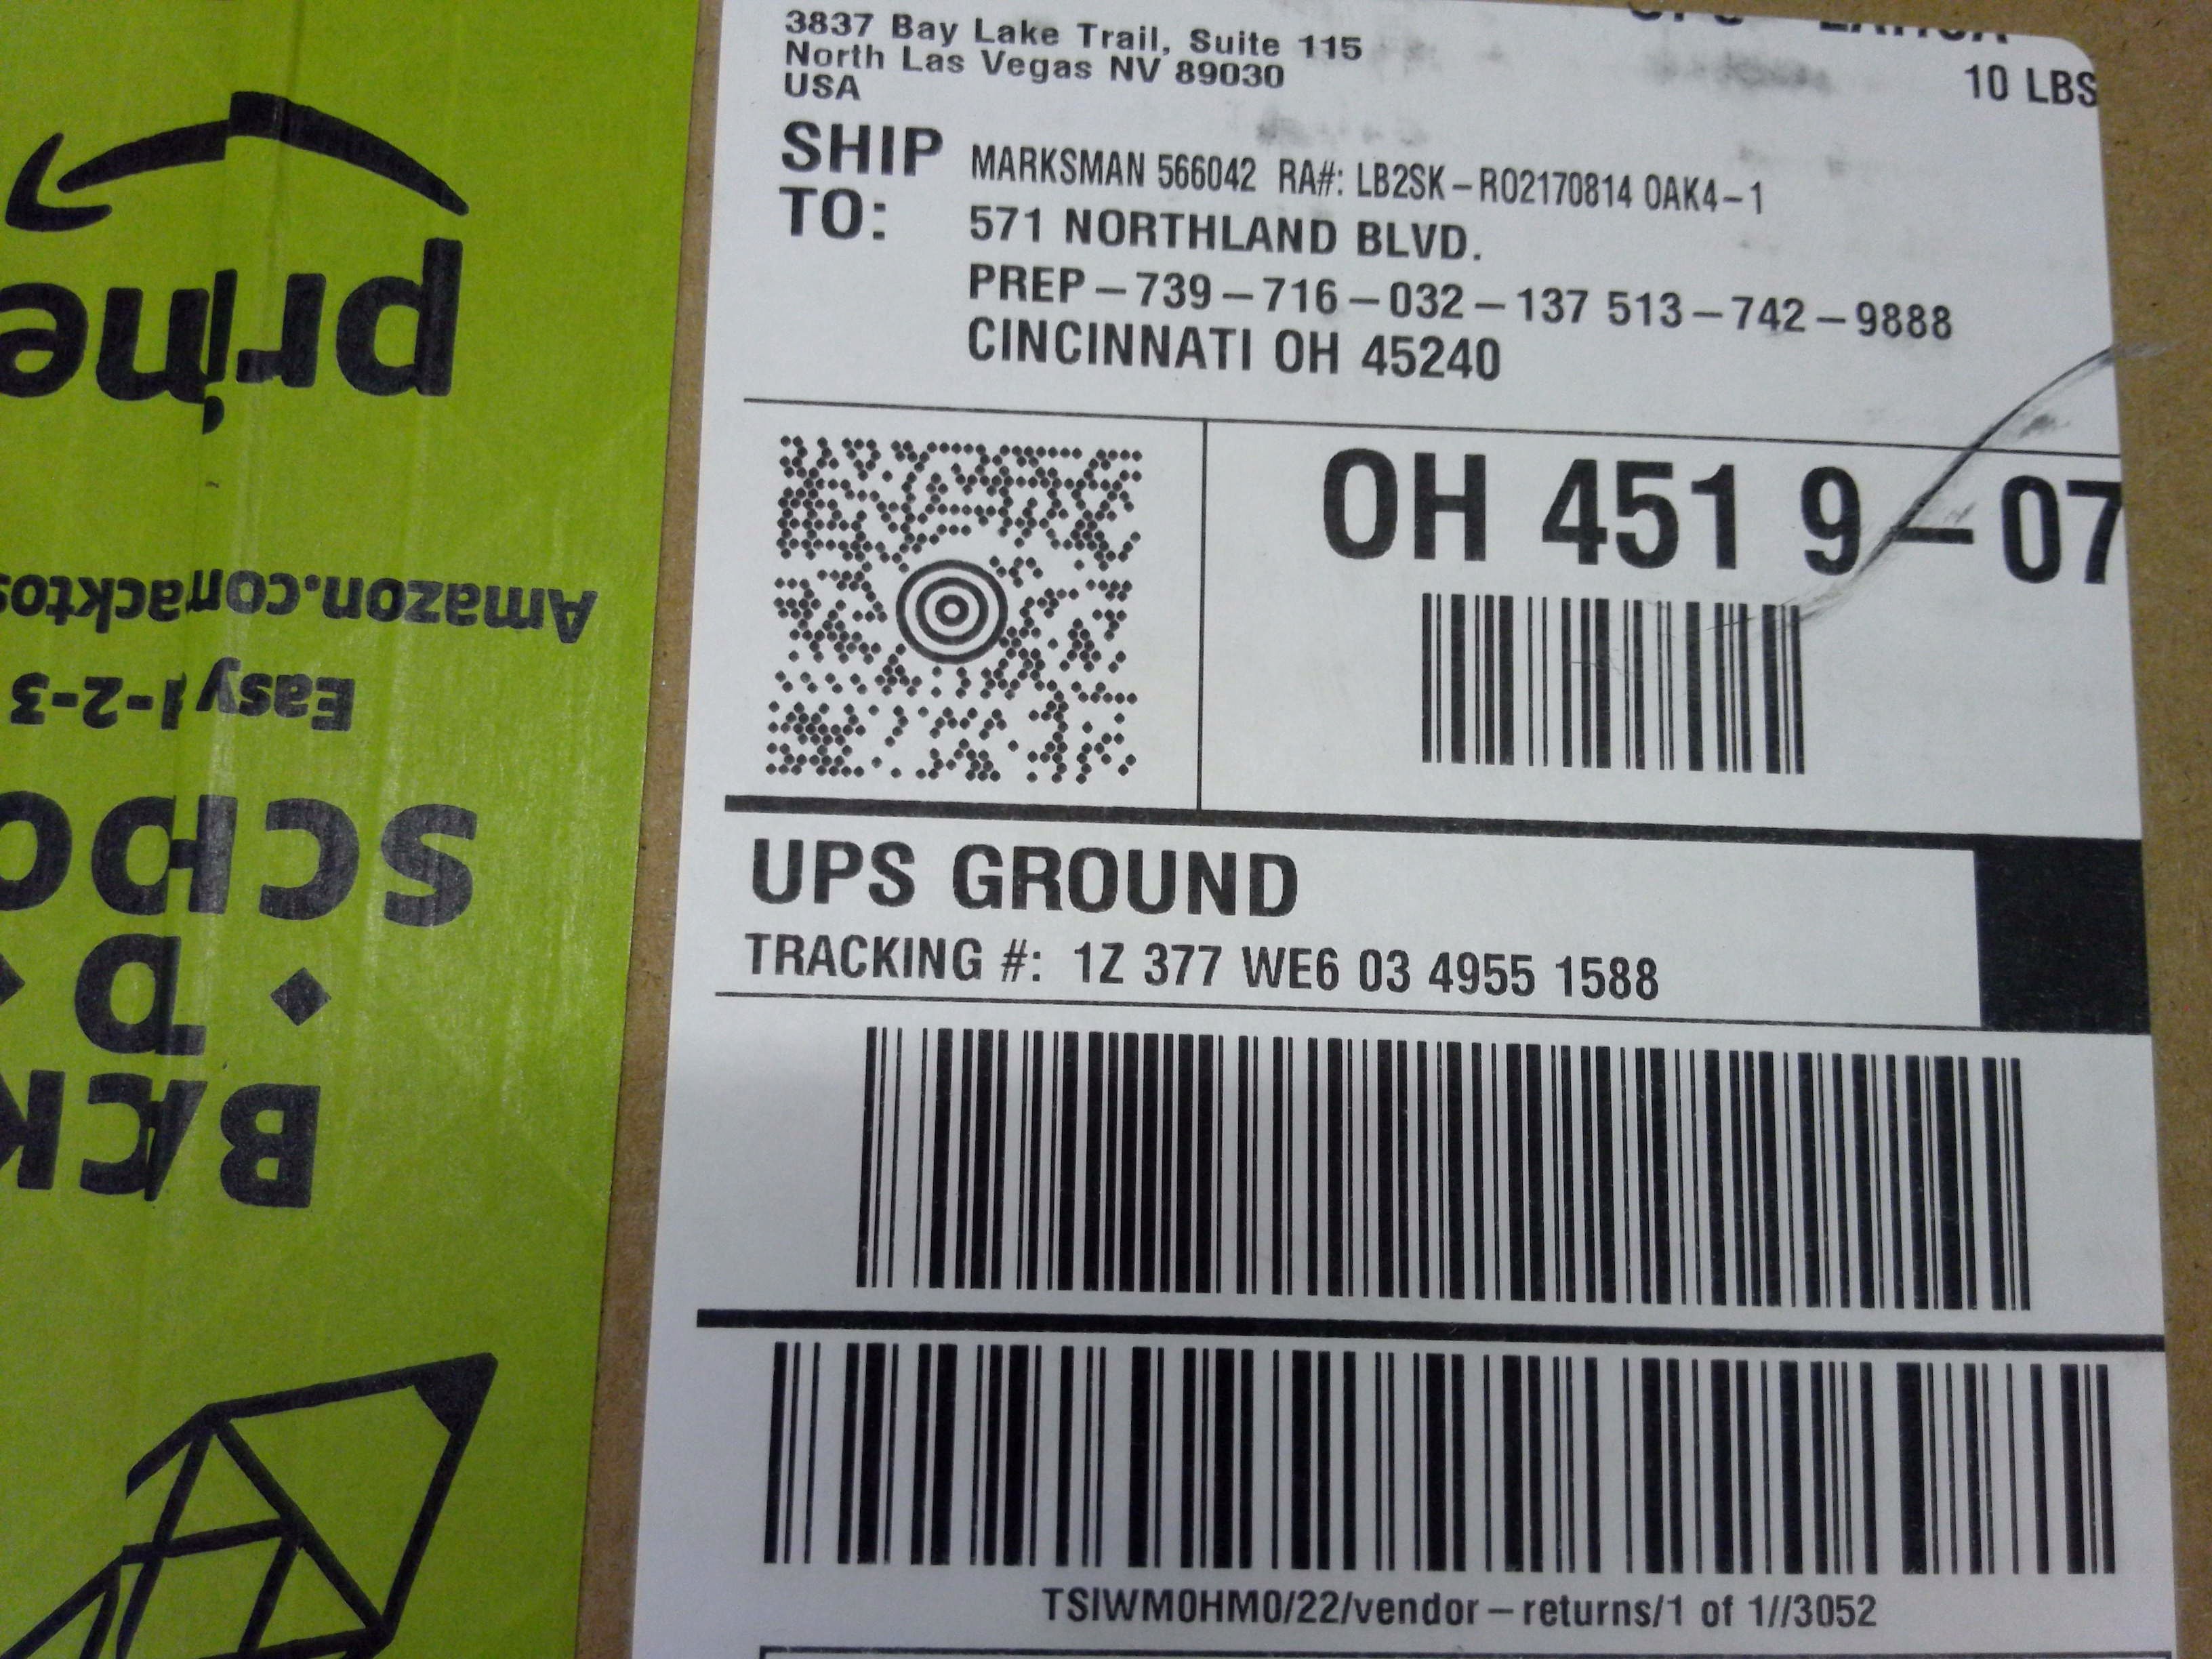 3837 Bay Lake Trail, Suite 115
North Las Vegas NV 89030
USA
10 LBS
SHIP TO:
MARKSMAN 566042 RA#: LB2SK-R02170814 OAK4-1
571 NORTHLAND BLVD.
PREP-739-716-032-137 513-742-9888
CINCINNATI OH 45240
OH 451 9-07
UPS GROUND
TRACKING #: 1Z 377 WE6 03 4955 1588
TSIWM0HM0/22/vendor-returns/1 of 1//3052
prime
Easy 1-2-3